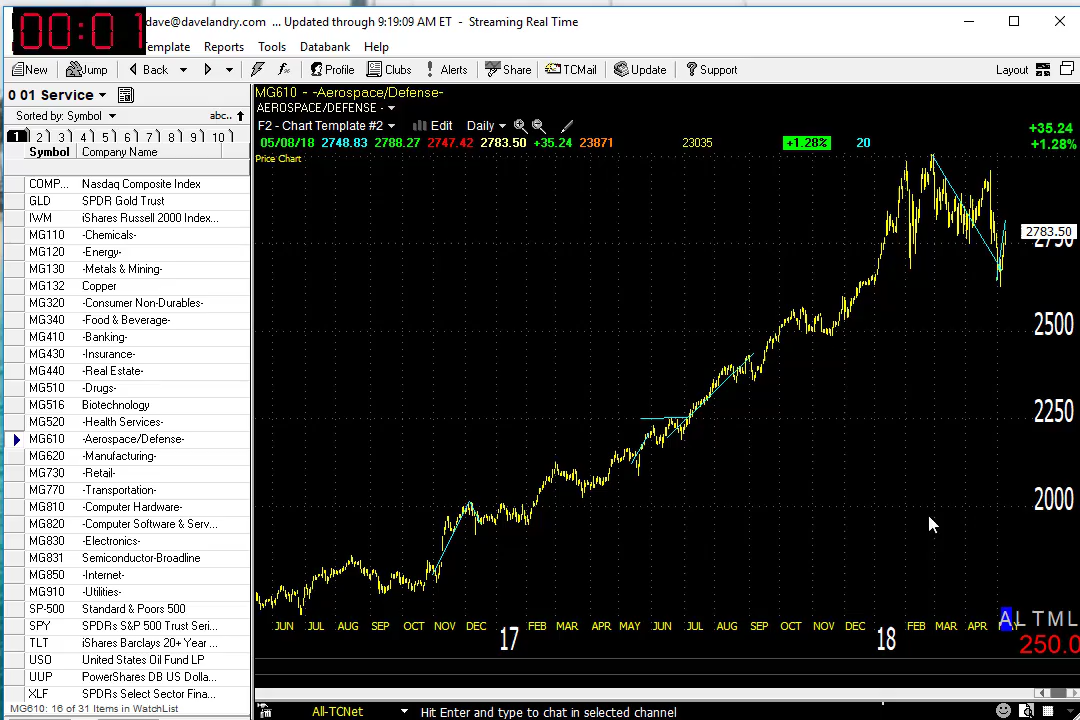 00:01
dave@davelandry.com ... Updated through 9:19:09 AM ET - Streaming Real Time
emplate Reports Tools Databank Help
New Jump Back Profile Clubs Alerts Share TCMail Update Support Layout
0 01 Service
Sorted by: Symbol abc..
1 2 3 4 5 6 7 8 9 10
Symbol Company Name
COMP... Nasdaq Composite Index
GLD SPDR Gold Trust
IWM iShares Russell 2000 Index...
MG110 -Chemicals-
MG120 -Energy-
MG130 -Metals & Mining-
MG132 Copper
MG320 -Consumer Non-Durables-
MG340 -Food & Beverage-
MG410 -Banking-
MG430 -Insurance-
MG440 -Real Estate-
MG510 -Drugs-
MG516 Biotechnology
MG520 -Health Services-
MG610 -Aerospace/Defense-
MG620 -Manufacturing-
MG730 -Retail-
MG770 -Transportation-
MG810 -Computer Hardware-
MG820 -Computer Software & Serv...
MG830 -Electronics-
MG831 Semiconductor-Broadline
MG850 -Internet-
MG910 -Utilities-
SP-500 Standard & Poors 500
SPY SPDRs S&P 500 Trust Seri...
TLT iShares Barclays 20+ Year ...
USO United States Oil Fund LP
UUP PowerShares DB US Dolla...
XLF SPDRs Select Sector Fina...
MG610: 16 of 31 Items in WatchList
MG610 - -Aerospace/Defense-
AEROSPACE/DEFENSE -
F2 - Chart Template #2 Edit Daily
05/08/18 2748.83 2788.27 2747.42 2783.50 +35.24 23871 23035 +1.28% 20
+35.24
+1.28%
Price Chart
2783.50
2750
2500
2250
2000
JUN JUL AUG SEP OCT NOV DEC 17 FEB MAR APR MAY JUN JUL AUG SEP OCT NOV DEC 18 FEB MAR APR
A L T M L
250.0
All-TCNet Hit Enter and type to chat in selected channel